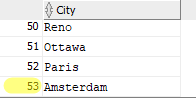 City
50 Reno
51 Ottawa
52 Paris
53 Amsterdam